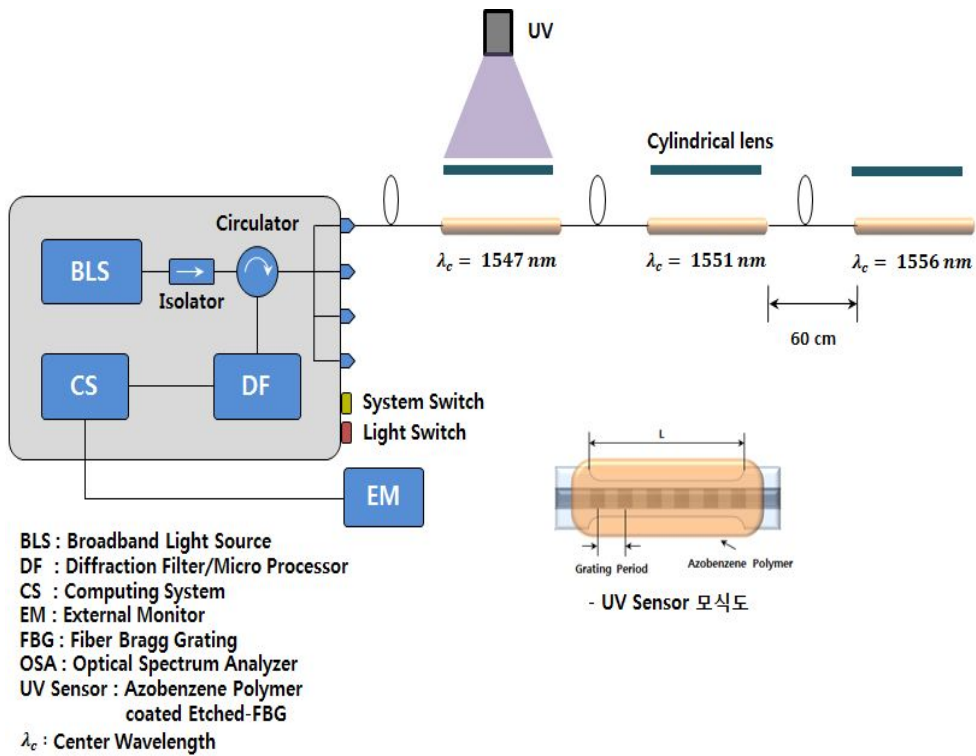 UV
Cylindrical lens
Circulator
BLS
Isolator
λc = 1547 nm
λc = 1551 nm
λc = 1556 nm
60 cm
CS
DF
System Switch
Light Switch
EM
L
Grating Period
Azobenzene Polymer
- UV Sensor 모식도
BLS : Broadband Light Source
DF : Diffraction Filter/Micro Processor
CS : Computing System
EM : External Monitor
FBG : Fiber Bragg Grating
OSA : Optical Spectrum Analyzer
UV Sensor : Azobenzene Polymer
coated Etched-FBG
λc : Center Wavelength